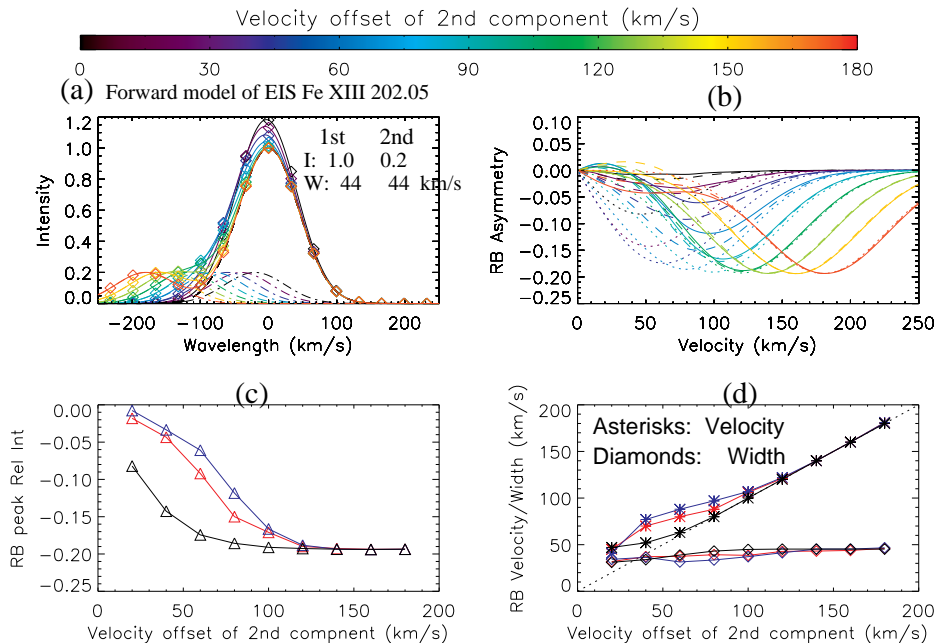 Velocity offset of 2nd component (km/s)
0 30 60 90 120 150 180
(a) Forward model of EIS Fe XIII 202.05
1st 2nd
I: 1.0 0.2
W: 44 44 km/s
Intensity
1.2
1.0
0.8
0.6
0.4
0.2
0.0
-200 -100 0 100 200
Wavelength (km/s)
(b)
RB Asymmetry
0.10
0.05
0.00
-0.05
-0.10
-0.15
-0.20
-0.25
0 50 100 150 200 250
Velocity (km/s)
(c)
RB peak Rel Int
0.00
-0.05
-0.10
-0.15
-0.20
-0.25
0 50 100 150 200
Velocity offset of 2nd compnent (km/s)
(d)
Asterisks: Velocity
Diamonds: Width
RB Velocity/Width (km/s)
200
150
100
50
0
0 50 100 150 200
Velocity offset of 2nd compnent (km/s)